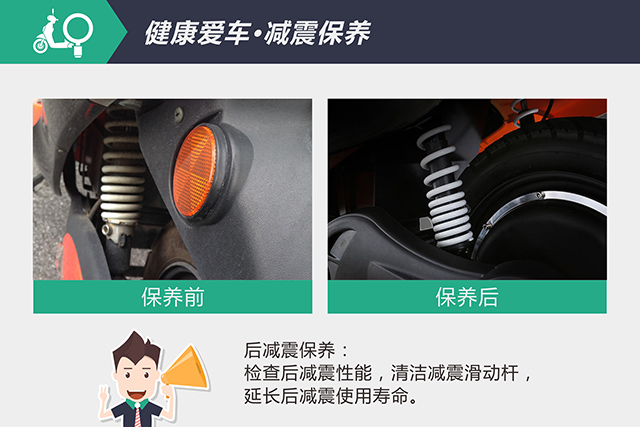 健康爱车·减震保养
保养前
保养后
后减震保养：
检查后减震性能，清洁减震滑动杆，
延长后减震使用寿命。